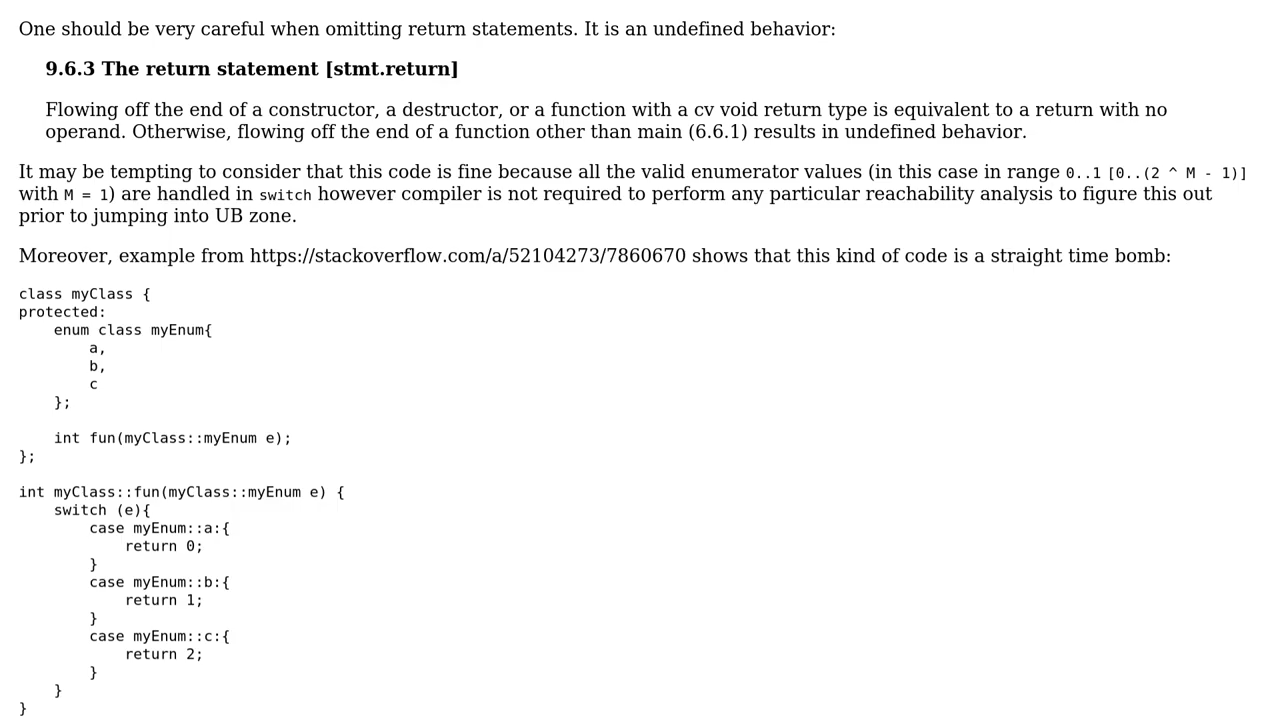 One should be very careful when omitting return statements. It is an undefined behavior:
9.6.3 The return statement [stmt.return]
Flowing off the end of a constructor, a destructor, or a function with a cv void return type is equivalent to a return with no
operand. Otherwise, flowing off the end of a function other than main (6.6.1) results in undefined behavior.
It may be tempting to consider that this code is fine because all the valid enumerator values (in this case in range 0..1 [0..(2 ^ M - 1)]
with M = 1) are handled in switch however compiler is not required to perform any particular reachability analysis to figure this out
prior to jumping into UB zone.
Moreover, example from https://stackoverflow.com/a/52104273/7860670 shows that this kind of code is a straight time bomb:
class myClass {
protected:
    enum class myEnum{
        a,
        b,
        c
    };
    int fun(myClass::myEnum e);
};
int myClass::fun(myClass::myEnum e) {
    switch (e){
        case myEnum::a:{
            return 0;
        }
        case myEnum::b:{
            return 1;
        }
        case myEnum::c:{
            return 2;
        }
    }
}